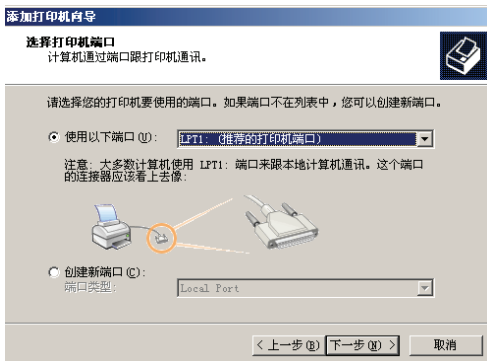 添加打印机向导
选择打印机端口
计算机通过端口跟打印机通讯。
请选择您的打印机要使用的端口。如果端口不在列表中，您可以创建新端口。
使用以下端口(U): LPT1: (推荐的打印机端口)
注意: 大多数计算机使用 LPT1: 端口来跟本地计算机通讯。这个端口
的连接器应该看上去像:
创建新端口(C):
端口类型: Local Port
< 上一步(B) 下一步(N) > 取消